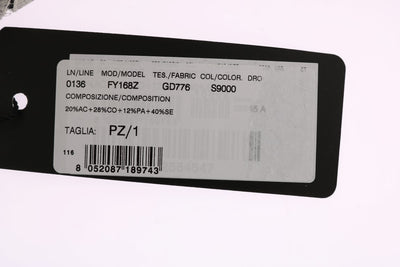 LN/LINE MOD/MODEL TES./FABRIC COL/COLOR. DRO
0136 FY168Z GD776 S9000
COMPOSIZIONE/COMPOSITION
20%AC+28%CO+12%PA+40%SE
TAGLIA: PZ/1
116
8 052087 189743